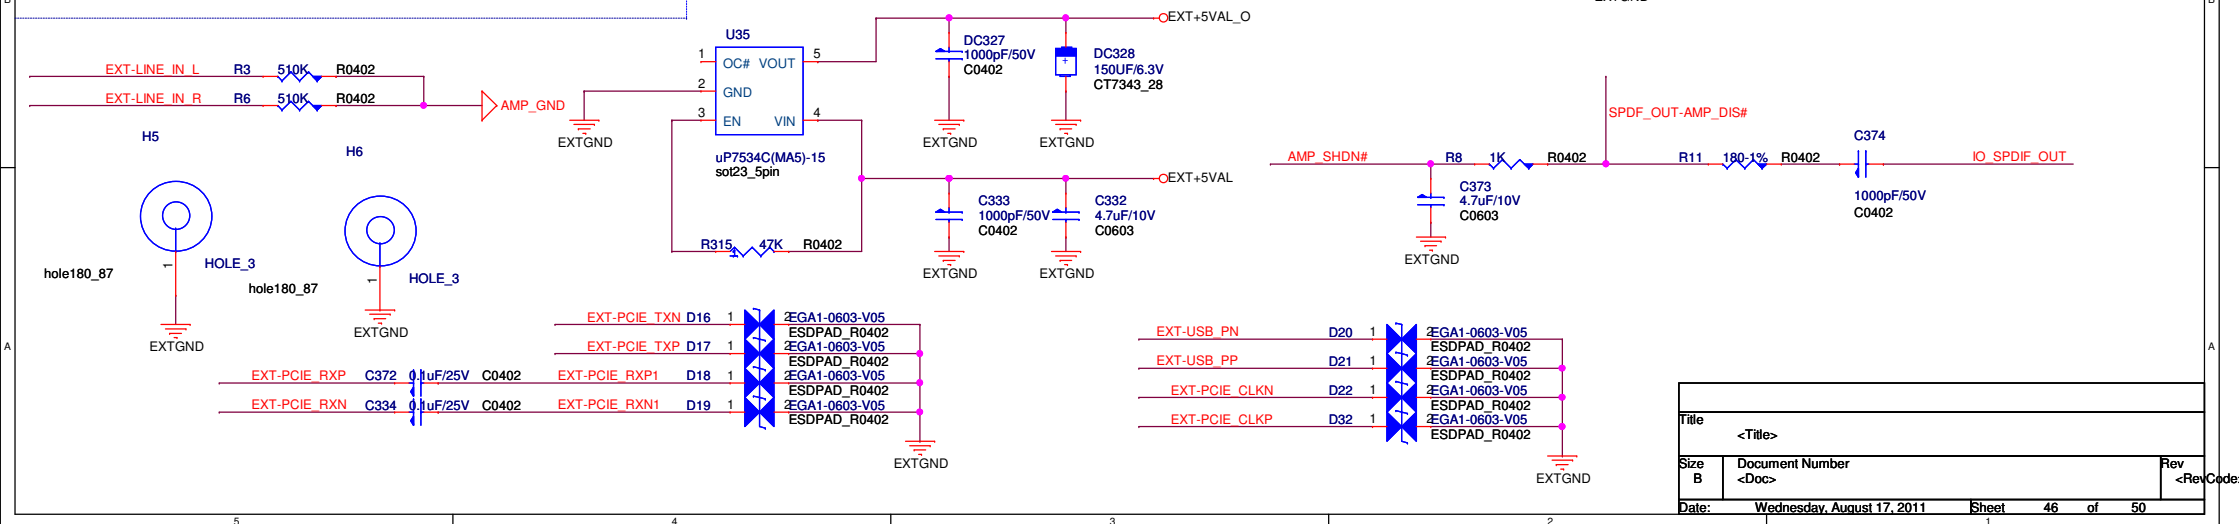 EXTGND
B
B
EXT+5VAL_O
U35
DC327
1000pF/50V
C0402
DC328
150UF/6.3V
CT7343_28
1
OC# VOUT
5
2
GND
3
EN VIN
4
EXTGND
EXTGND
EXTGND
uP7534C(MA5)-15
sot23_5pin
EXT-LINE_IN_L R3 510K R0402
EXT-LINE_IN_R R6 510K R0402
AMP_GND
H5
H6
1
HOLE_3
hole180_87
EXTGND
1
HOLE_3
hole180_87
EXTGND
EXT+5VAL
C333
1000pF/50V
C0402
C332
4.7uF/10V
C0603
R315 47K R0402
EXTGND
EXTGND
SPDF_OUT-AMP_DIS#
AMP_SHDN# R8 1K R0402
R11 180-1% R0402
C374
IO_SPDIF_OUT
1000pF/50V
C0402
C373
4.7uF/10V
C0603
EXTGND
EXT-PCIE_TXN D16 1 2 EGA1-0603-V05
ESDPAD_R0402
EXT-PCIE_TXP D17 1 2 EGA1-0603-V05
ESDPAD_R0402
EXT-PCIE_RXP C372 0.1uF/25V C0402 EXT-PCIE_RXP1 D18 1 2 EGA1-0603-V05
ESDPAD_R0402
EXT-PCIE_RXN C334 0.1uF/25V C0402 EXT-PCIE_RXN1 D19 1 2 EGA1-0603-V05
ESDPAD_R0402
EXTGND
EXT-USB_PN D20 1 2 EGA1-0603-V05
ESDPAD_R0402
EXT-USB_PP D21 1 2 EGA1-0603-V05
ESDPAD_R0402
EXT-PCIE_CLKN D22 1 2 EGA1-0603-V05
ESDPAD_R0402
EXT-PCIE_CLKP D32 1 2 EGA1-0603-V05
ESDPAD_R0402
EXTGND
A
A
Title
<Title>
Size Document Number Rev
B <Doc> <RevCode>
Date: Wednesday, August 17, 2011 Sheet 46 of 50
5 4 3 2 1